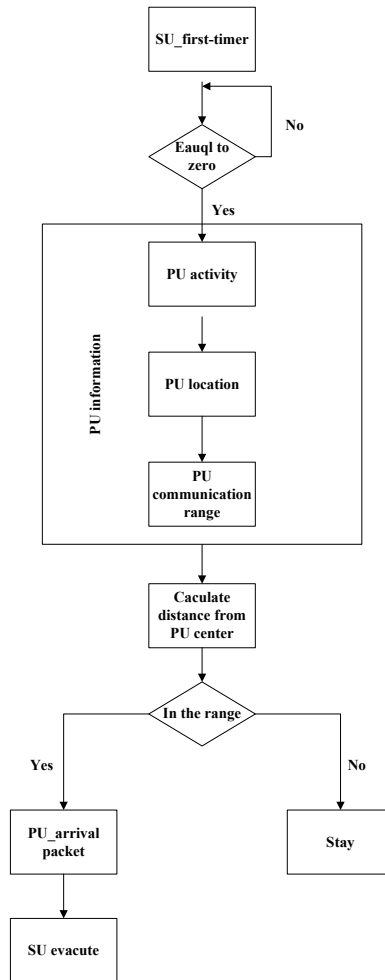 SU_first-timer
No
Eauql to
zero
Yes
PU activity
PU information
PU location
PU
communication
range
Caculate
distance from
PU center
In the range
Yes
No
PU_arrival
packet
Stay
SU evacute